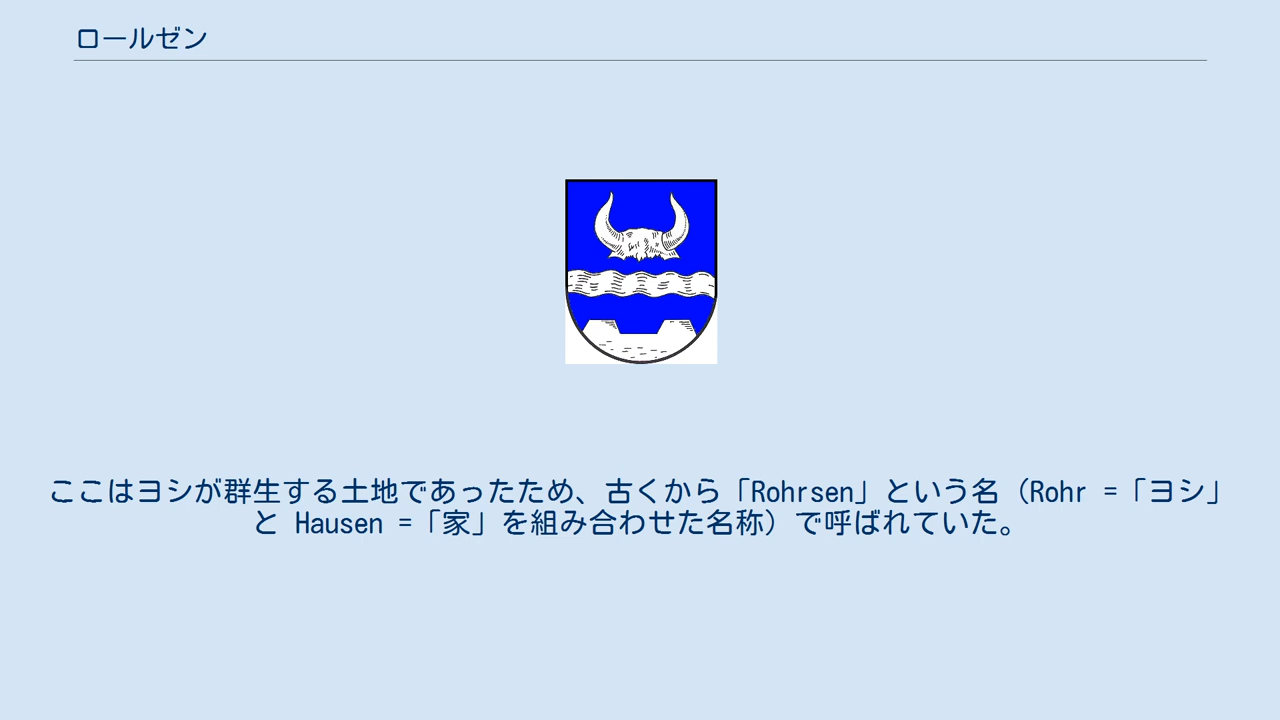 ロールゼン
ここはヨシが群生する土地であったため、古くから「Rohrsen」という名（Rohr =「ヨシ」
と Hausen =「家」を組み合わせた名称）で呼ばれていた。